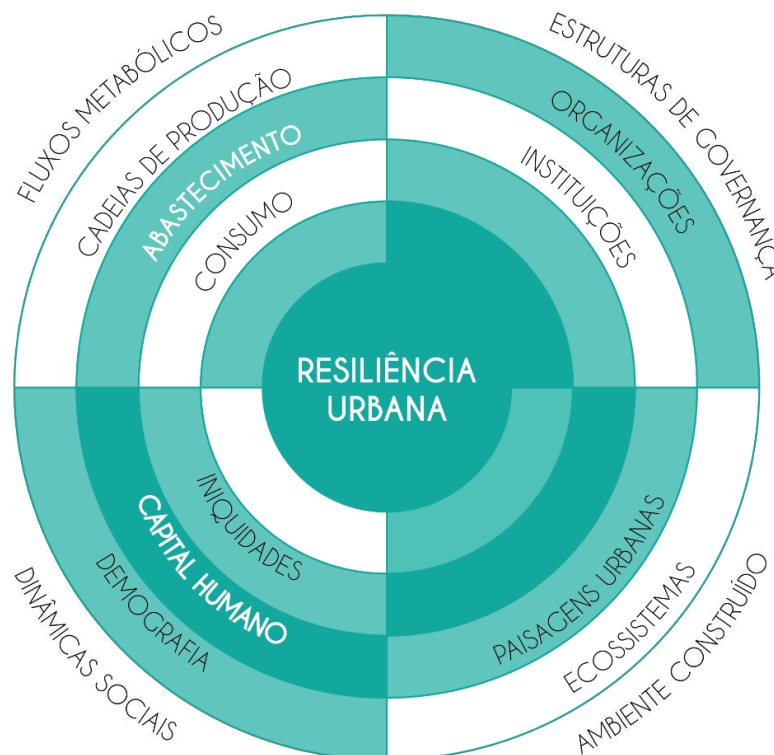 FLUXOS METABÓLICOS
CADEIAS DE PRODUÇÃO
ABASTECIMENTO
CONSUMO
ESTRUTURAS DE GOVERNANÇA
ORGANIZAÇÕES
INSTITUIÇÕES
RESILIÊNCIA
URBANA
INIQUIDADES
CAPITAL HUMANO
DEMOGRAFIA
DINÂMICAS SOCIAIS
PAISAGENS URBANAS
ECOSSISTEMAS
AMBIENTE CONSTRUÍDO